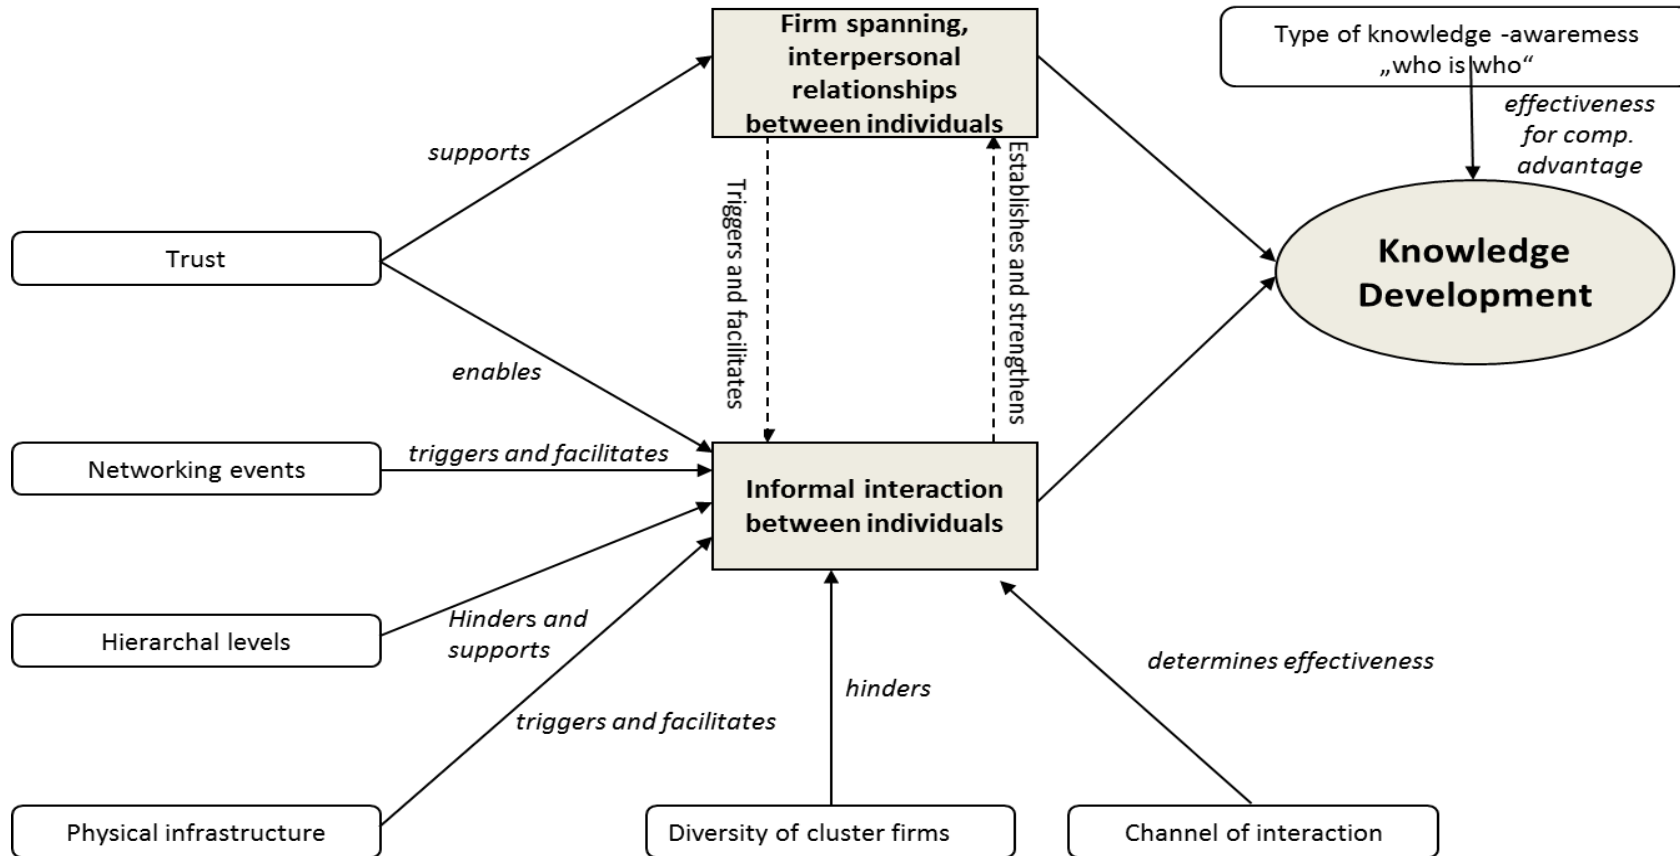 Firm spanning,
interpersonal
relationships
between individuals
Type of knowledge -awaremess
„who is who“
effectiveness
for comp.
advantage
supports
Triggers and facilitates
Establishes and strengthens
Trust
Knowledge
Development
enables
Networking events
triggers and facilitates
Informal interaction
between individuals
Hierarchal levels
Hinders and
supports
determines effectiveness
hinders
triggers and facilitates
Physical infrastructure
Diversity of cluster firms
Channel of interaction